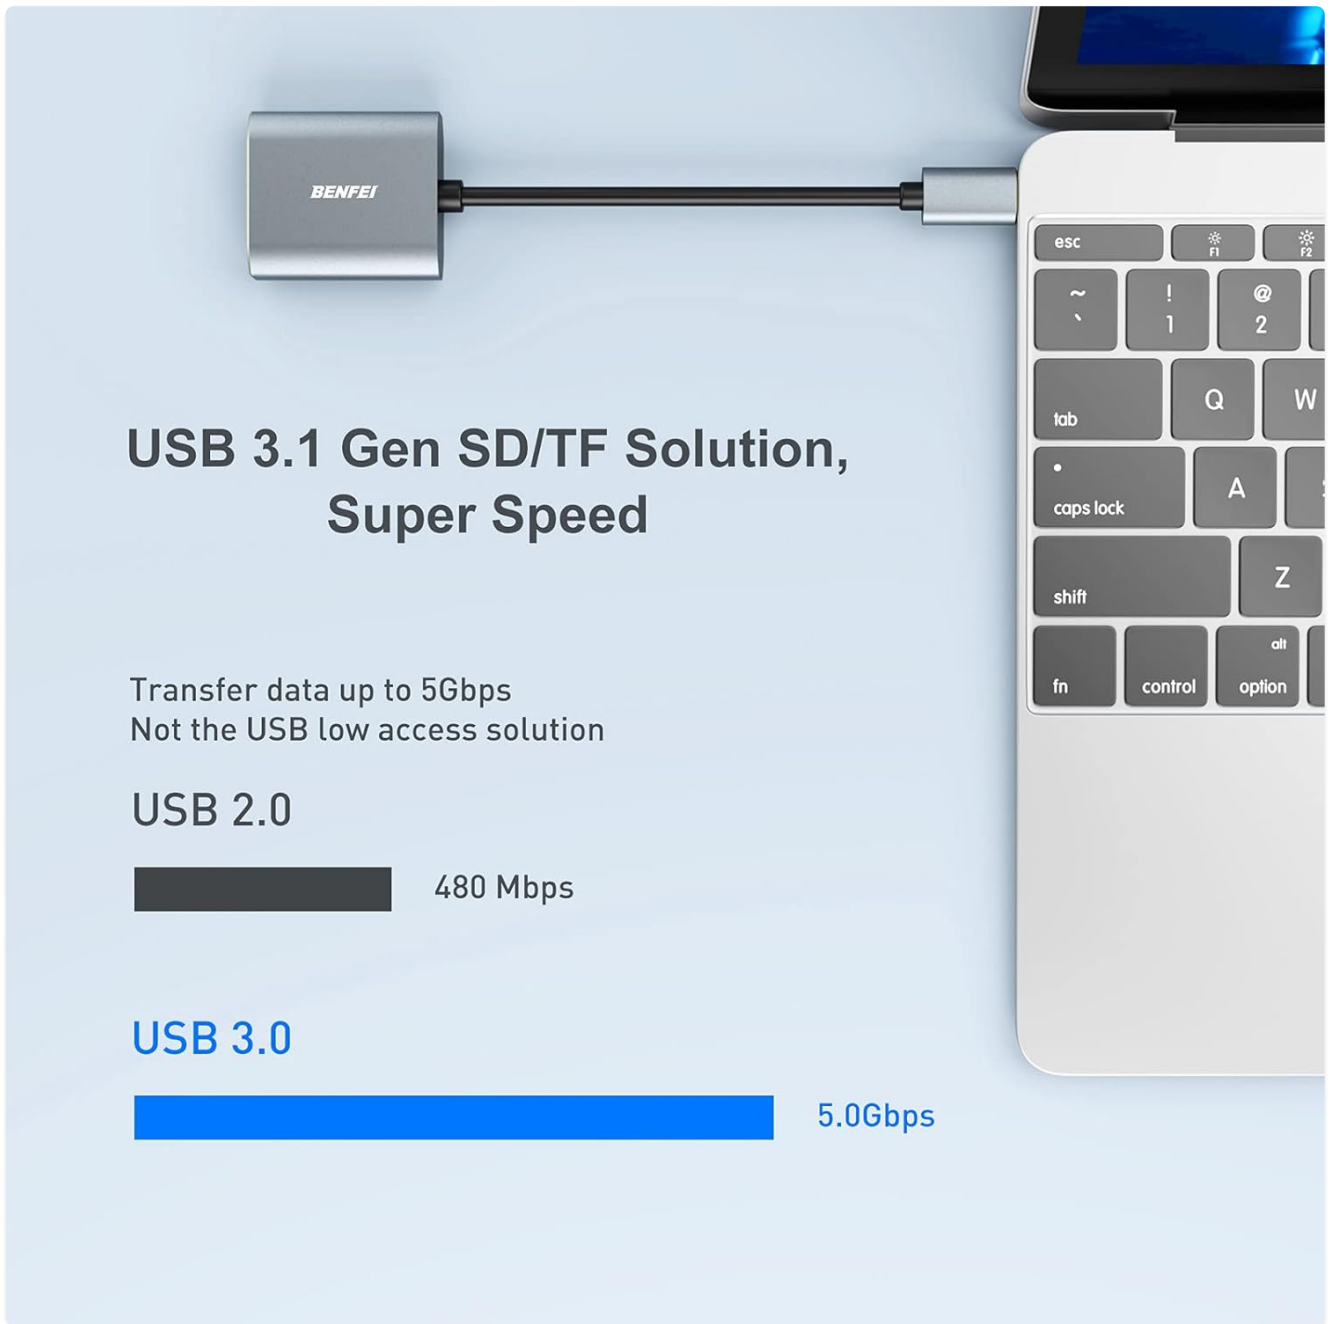 BENFEI
USB 3.1 Gen SD/TF Solution,
Super Speed
Transfer data up to 5Gbps
Not the USB low access solution
USB 2.0
480 Mbps
USB 3.0
5.0Gbps
esc
F1
F2
~
`
!
1
@
2
tab
Q
W
caps lock
A
shift
Z
fn
control
alt
option